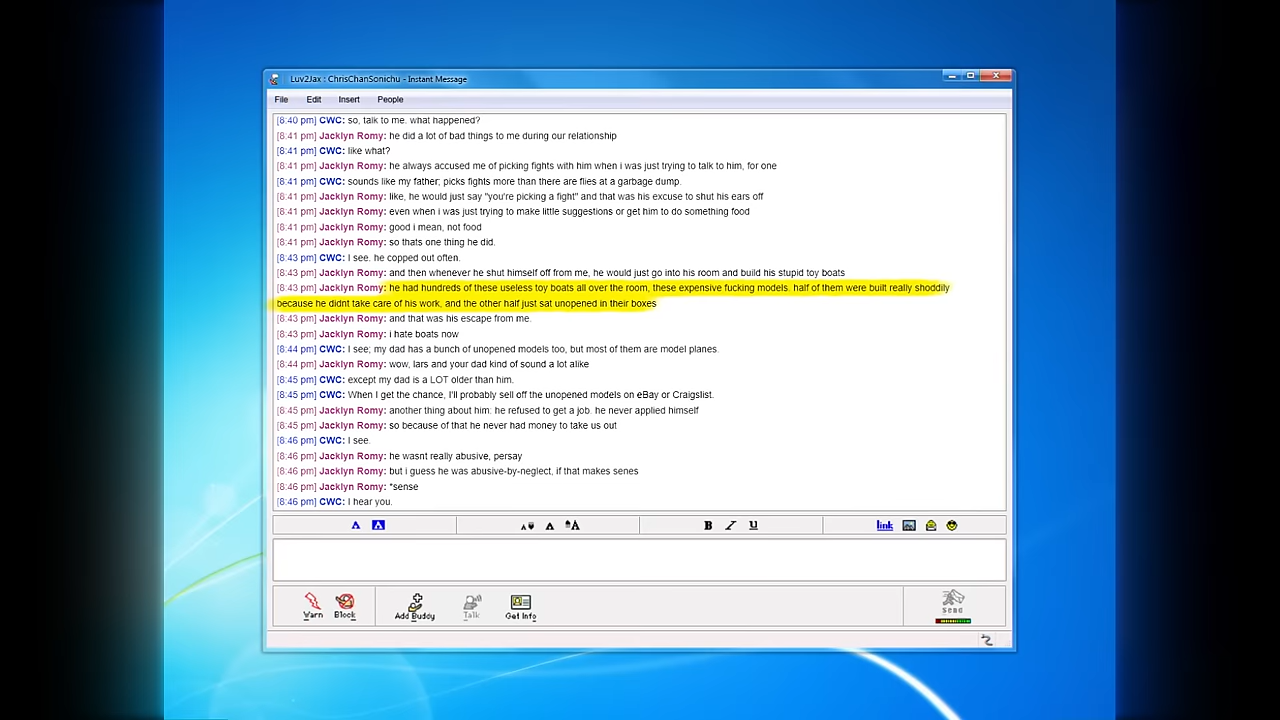 Luv2Jax : ChrisChanSonichu - Instant Message
File Edit Insert People
[8:40 pm] CWC: so, talk to me. what happened?
[8:41 pm] Jacklyn Romy: he did a lot of bad things to me during our relationship
[8:41 pm] CWC: like what?
[8:41 pm] Jacklyn Romy: he always accused me of picking fights with him when i was just trying to talk to him, for one
[8:41 pm] CWC: sounds like my father; picks fights more than there are flies at a garbage dump.
[8:41 pm] Jacklyn Romy: like, he would just say "you're picking a fight" and that was his excuse to shut his ears off
[8:41 pm] Jacklyn Romy: even when i was just trying to make little suggestions or get him to do something food
[8:41 pm] Jacklyn Romy: good i mean, not food
[8:41 pm] Jacklyn Romy: so thats one thing he did.
[8:43 pm] CWC: I see. he copped out often.
[8:43 pm] Jacklyn Romy: and then whenever he shut himself off from me, he would just go into his room and build his stupid toy boats
[8:43 pm] Jacklyn Romy: he had hundreds of these useless toy boats all over the room, these expensive fucking models. half of them were built really shoddily
because he didnt take care of his work, and the other half just sat unopened in their boxes
[8:43 pm] Jacklyn Romy: and that was his escape from me.
[8:43 pm] Jacklyn Romy: i hate boats now
[8:44 pm] CWC: I see; my dad has a bunch of unopened models too, but most of them are model planes.
[8:44 pm] Jacklyn Romy: wow, lars and your dad kind of sound a lot alike
[8:45 pm] CWC: except my dad is a LOT older than him.
[8:45 pm] CWC: When I get the chance, I'll probably sell off the unopened models on eBay or Craigslist.
[8:45 pm] Jacklyn Romy: another thing about him: he refused to get a job. he never applied himself
[8:45 pm] Jacklyn Romy: so because of that he never had money to take us out
[8:46 pm] CWC: I see.
[8:46 pm] Jacklyn Romy: he wasnt really abusive, persay
[8:46 pm] Jacklyn Romy: but i guess he was abusive-by-neglect, if that makes senes
[8:46 pm] Jacklyn Romy: *sense
[8:46 pm] CWC: I hear you.
A A A A A B I U link
Warn Block Add Buddy Talk Get Info Send